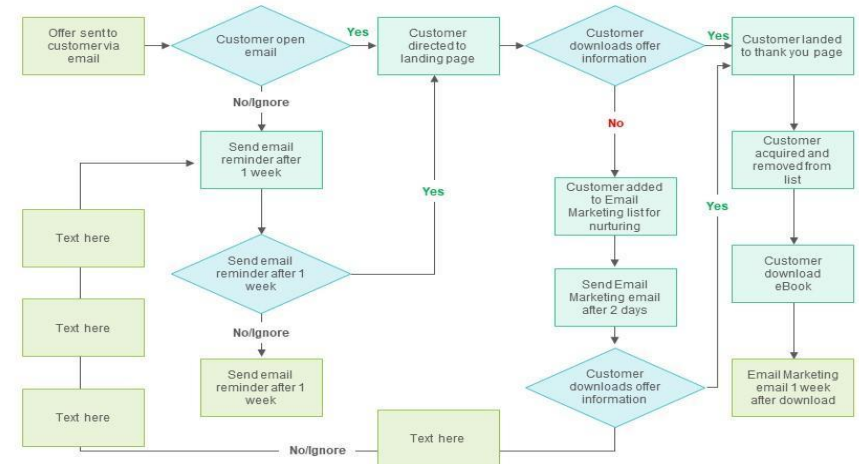 Offer sent to
customer via
email
Customer open
email
Yes
Customer
directed to
landing page
Customer
downloads offer
information
Yes
Customer landed
to thank you page
No/Ignore
Send email
reminder after
1 week
No
Customer
acquired and
removed from
list
Yes
Customer added
to Email
Marketing list for
nurturing
Yes
Text here
Send email
reminder after 1
week
Customer
download
eBook
Send Email
Marketing email
after 2 days
Text here
No/Ignore
Send email
reminder after 1
week
Customer
downloads offer
information
Email Marketing
email 1 week
after download
Text here
Text here
No/Ignore